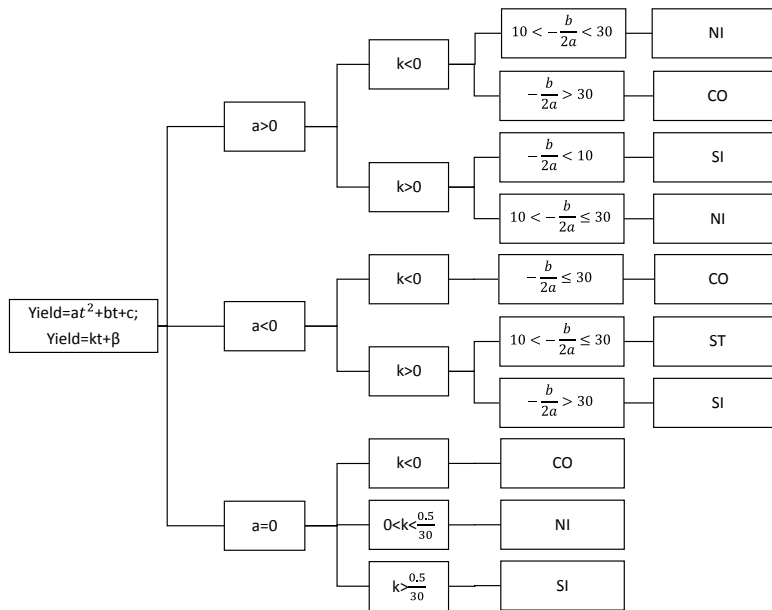 Yield=at²+bt+c;
Yield=kt+β
a>0
k<0
10 < −b/2a < 30
NI
−b/2a > 30
CO
k>0
−b/2a < 10
SI
10 < −b/2a ≤ 30
NI
a<0
k<0
−b/2a ≤ 30
CO
k>0
10 < −b/2a ≤ 30
ST
−b/2a > 30
SI
a=0
k<0
CO
0<k<0.5/30
NI
k>0.5/30
SI